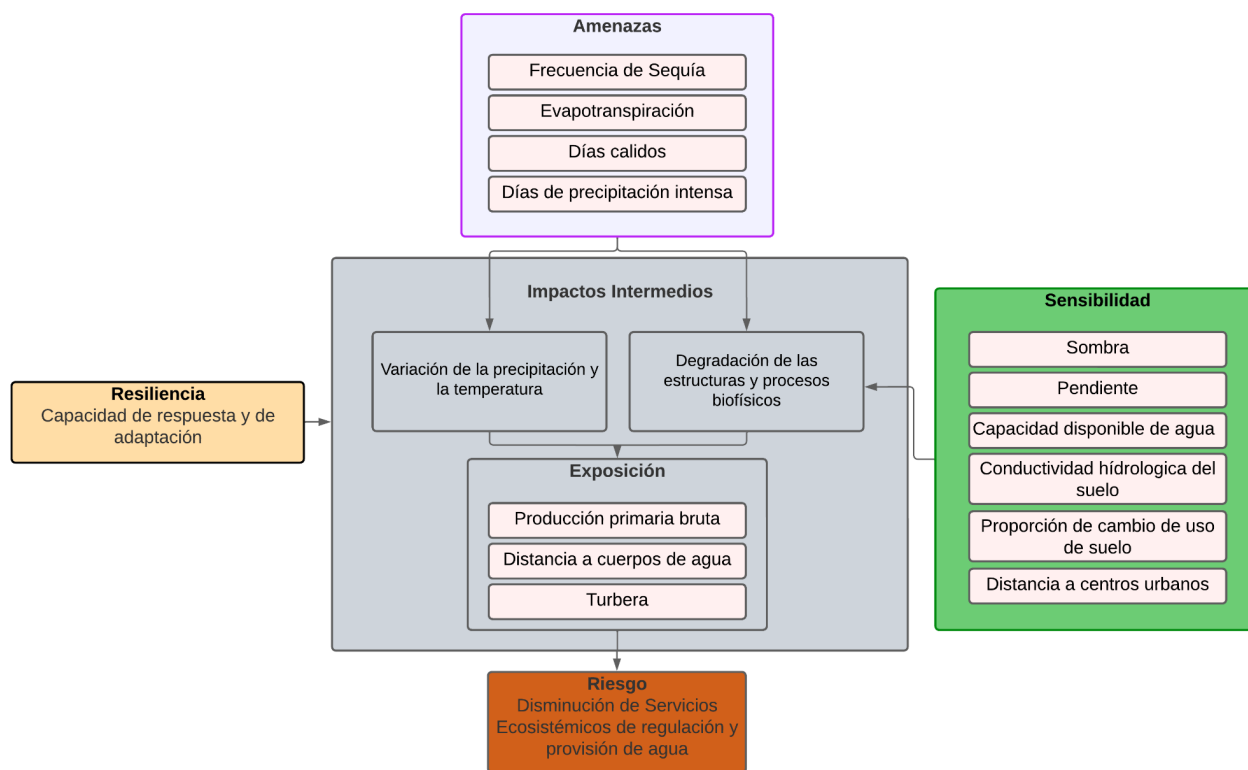 Amenazas
Frecuencia de Sequía
Evapotranspiración
Días calidos
Días de precipitación intensa
Impactos Intermedios
Variación de la precipitación y
la temperatura
Degradación de las
estructuras y procesos
biofísicos
Resiliencia
Capacidad de respuesta y de
adaptación
Exposición
Producción primaria bruta
Distancia a cuerpos de agua
Turbera
Sensibilidad
Sombra
Pendiente
Capacidad disponible de agua
Conductividad hídrologica del
suelo
Proporción de cambio de uso
de suelo
Distancia a centros urbanos
Riesgo
Disminución de Servicios
Ecosistémicos de regulación y
provisión de agua